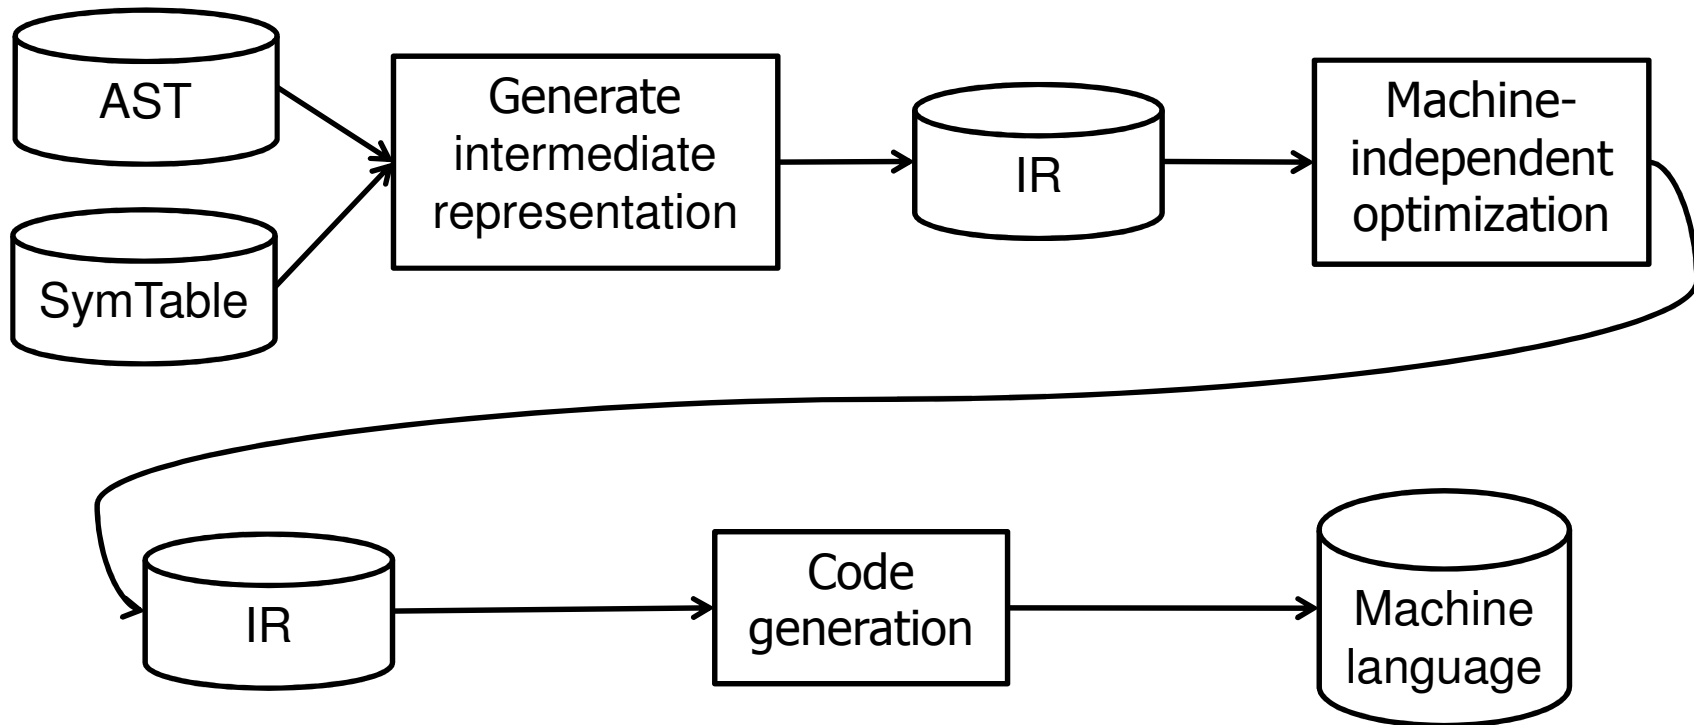 AST
Generate
intermediate
representation
IR
Machine-
independent
optimization
SymTable
IR
Code
generation
Machine
language